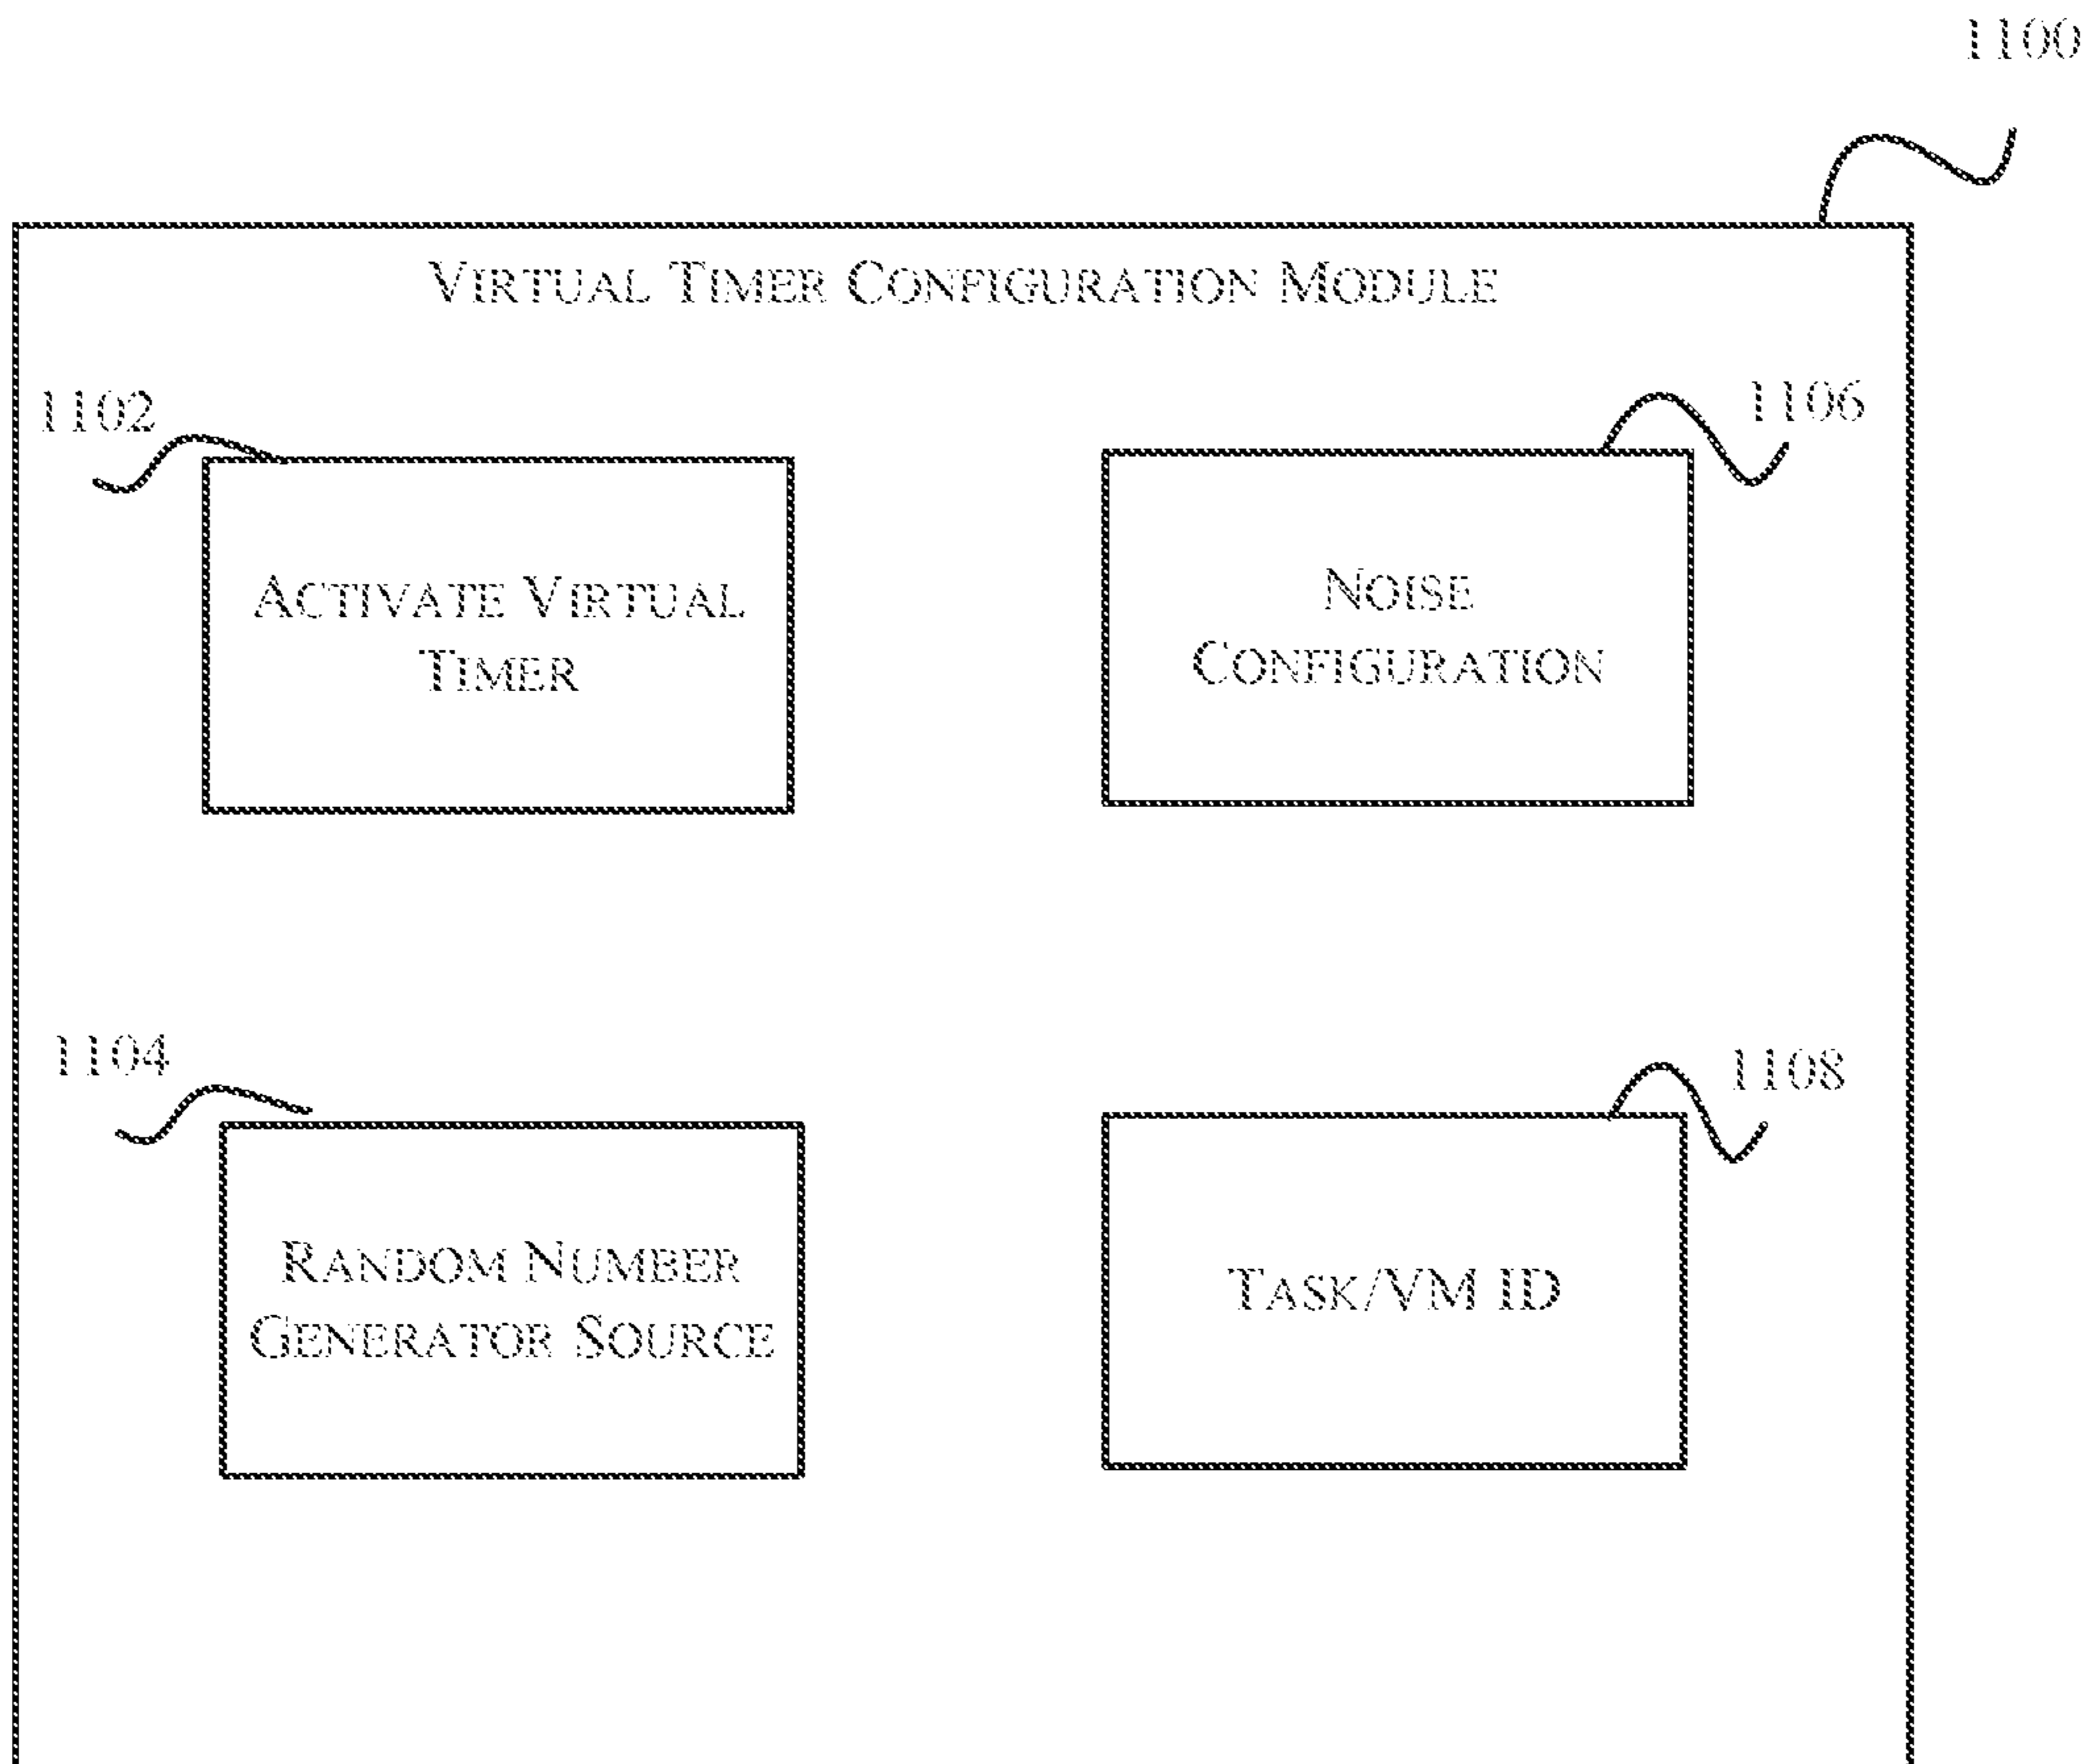 1100
VIRTUAL TIMER CONFIGURATION MODULE
1102
1106
ACTIVATE VIRTUAL
TIMER
NOISE
CONFIGURATION
1104
1108
RANDOM NUMBER
GENERATOR SOURCE
TASK/VM ID